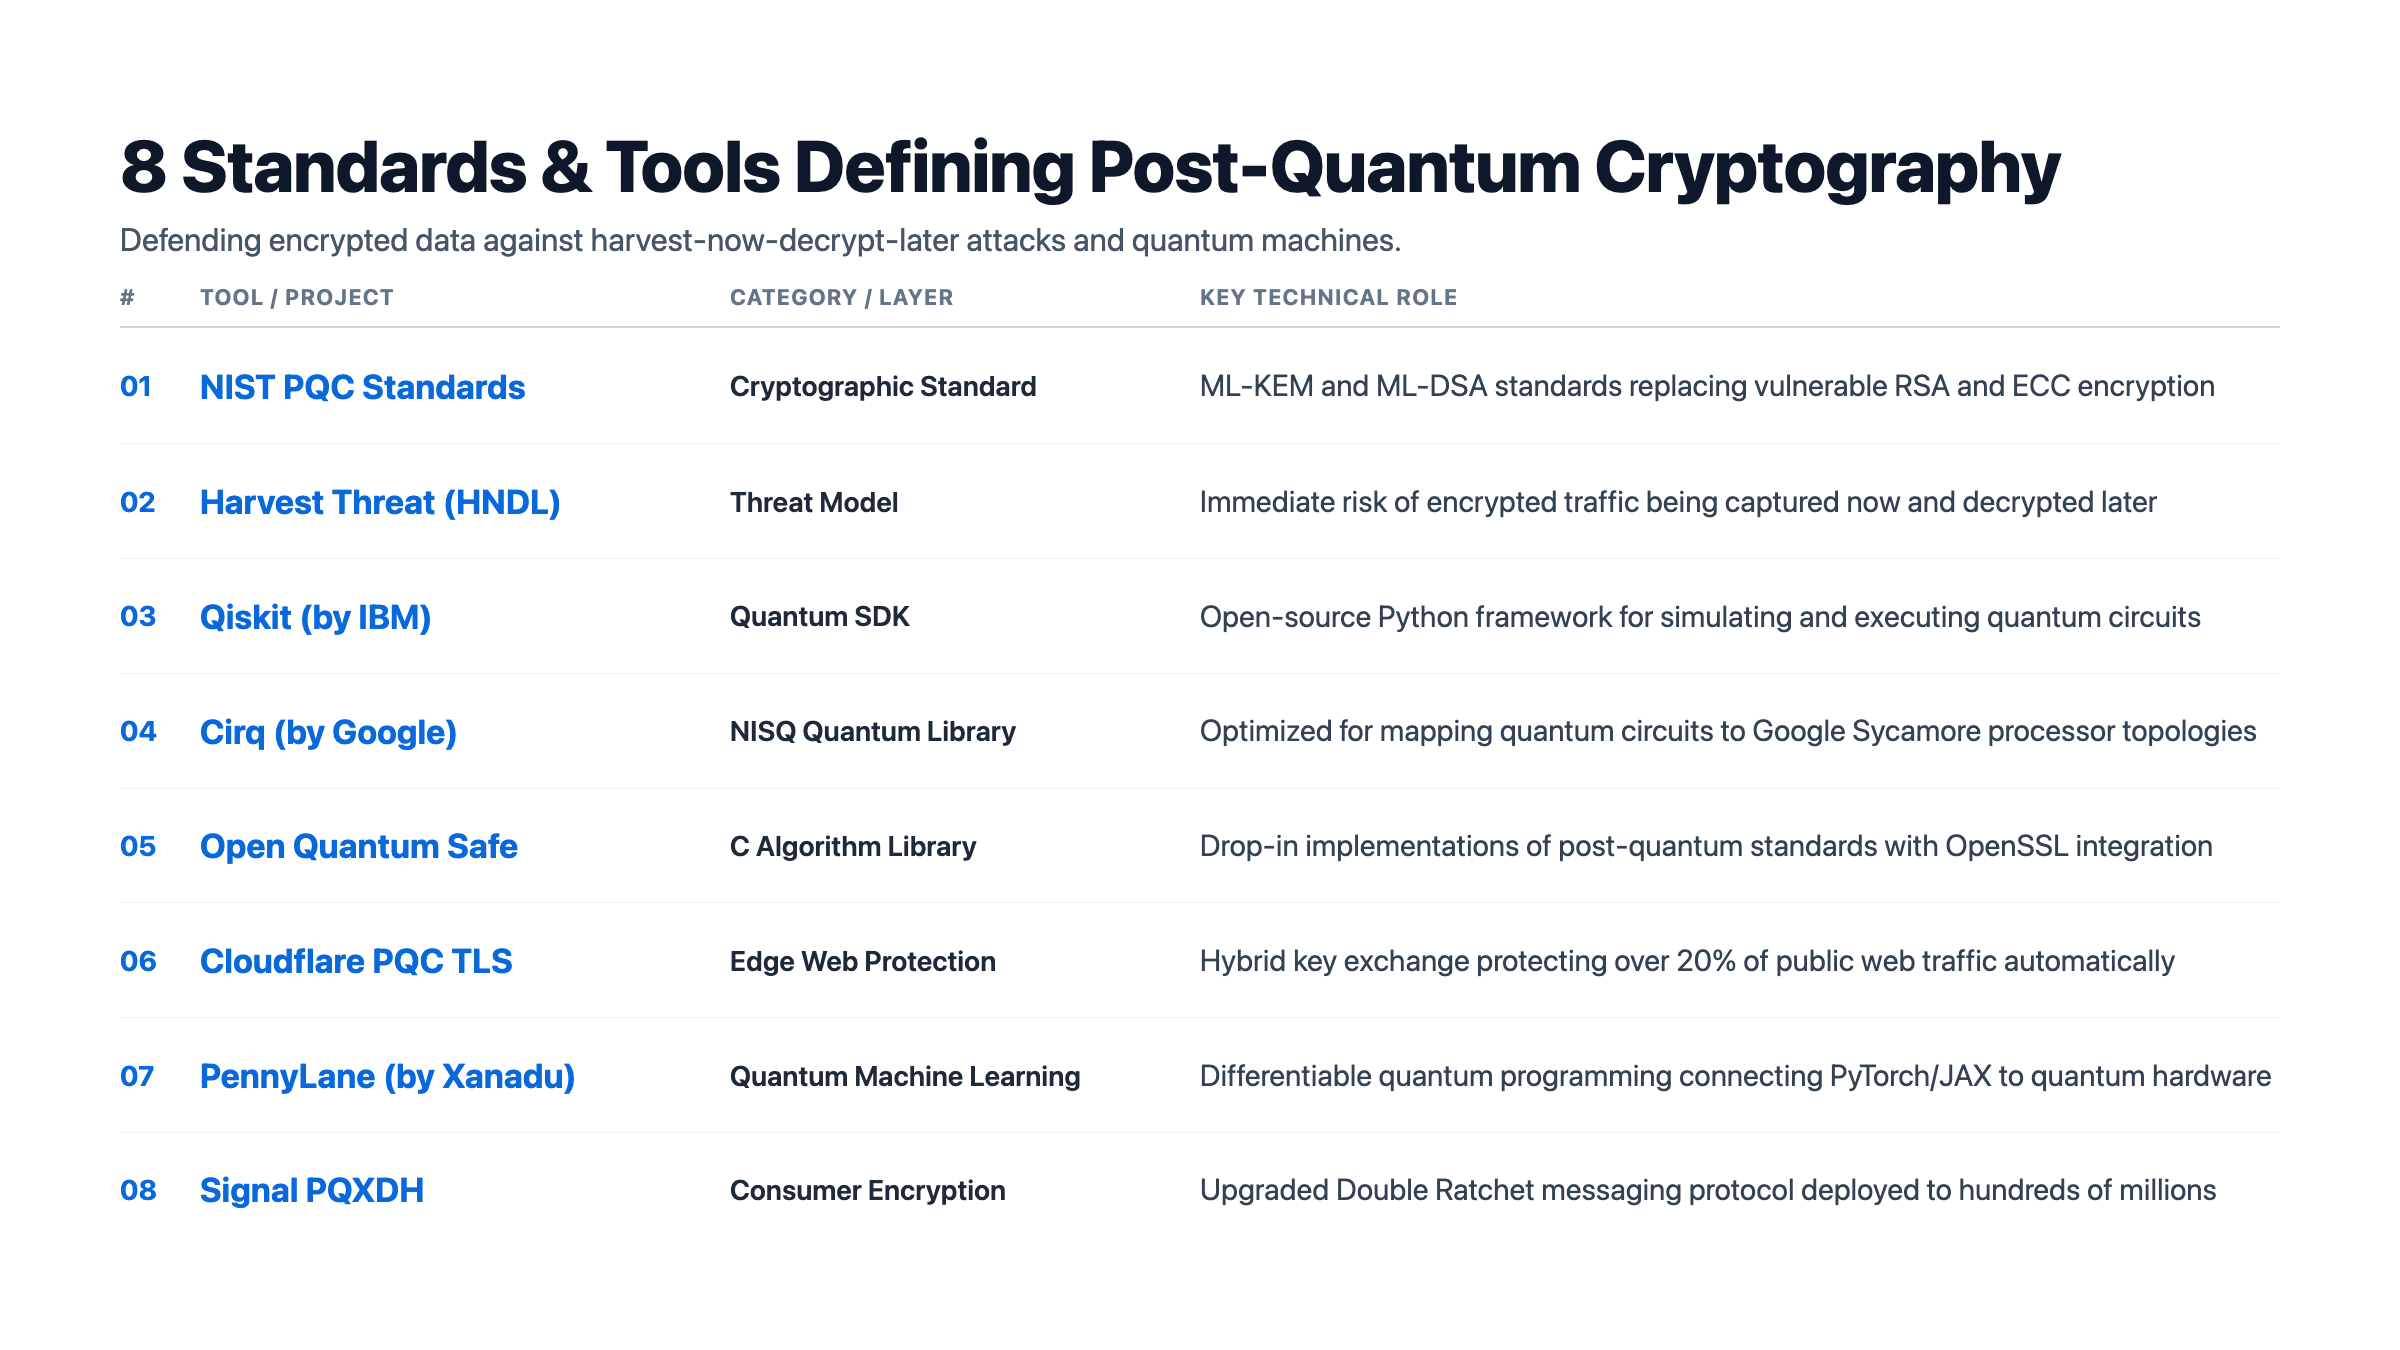 8 Standards & Tools Defining Post-Quantum Cryptography
Defending encrypted data against harvest-now-decrypt-later attacks and quantum machines.
# TOOL / PROJECT CATEGORY / LAYER KEY TECHNICAL ROLE
01 NIST PQC Standards Cryptographic Standard ML-KEM and ML-DSA standards replacing vulnerable RSA and ECC encryption
02 Harvest Threat (HNDL) Threat Model Immediate risk of encrypted traffic being captured now and decrypted later
03 Qiskit (by IBM) Quantum SDK Open-source Python framework for simulating and executing quantum circuits
04 Cirq (by Google) NISQ Quantum Library Optimized for mapping quantum circuits to Google Sycamore processor topologies
05 Open Quantum Safe C Algorithm Library Drop-in implementations of post-quantum standards with OpenSSL integration
06 Cloudflare PQC TLS Edge Web Protection Hybrid key exchange protecting over 20% of public web traffic automatically
07 PennyLane (by Xanadu) Quantum Machine Learning Differentiable quantum programming connecting PyTorch/JAX to quantum hardware
08 Signal PQXDH Consumer Encryption Upgraded Double Ratchet messaging protocol deployed to hundreds of millions